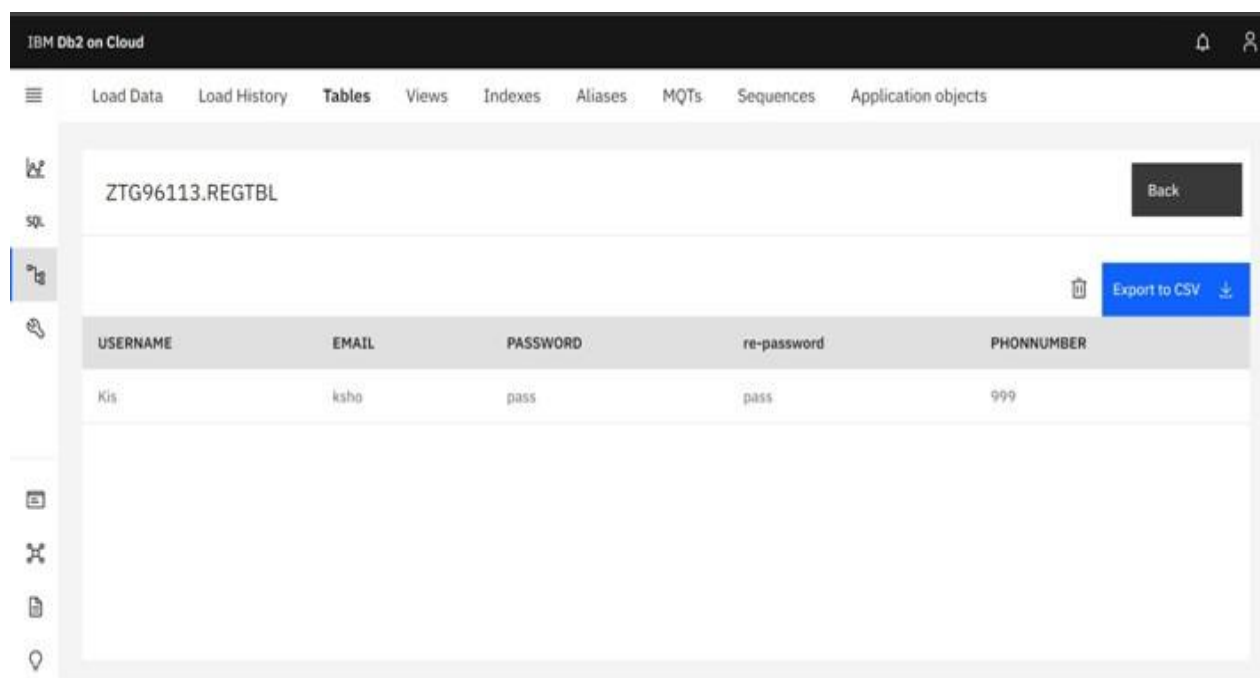 IBM Db2 on Cloud
Load Data Load History Tables Views Indexes Aliases MQTs Sequences Application objects
ZTG96113.REGTBL
Back
SQL
Export to CSV
USERNAME EMAIL PASSWORD re-password PHONNUMBER
Kis ksho pass pass 999